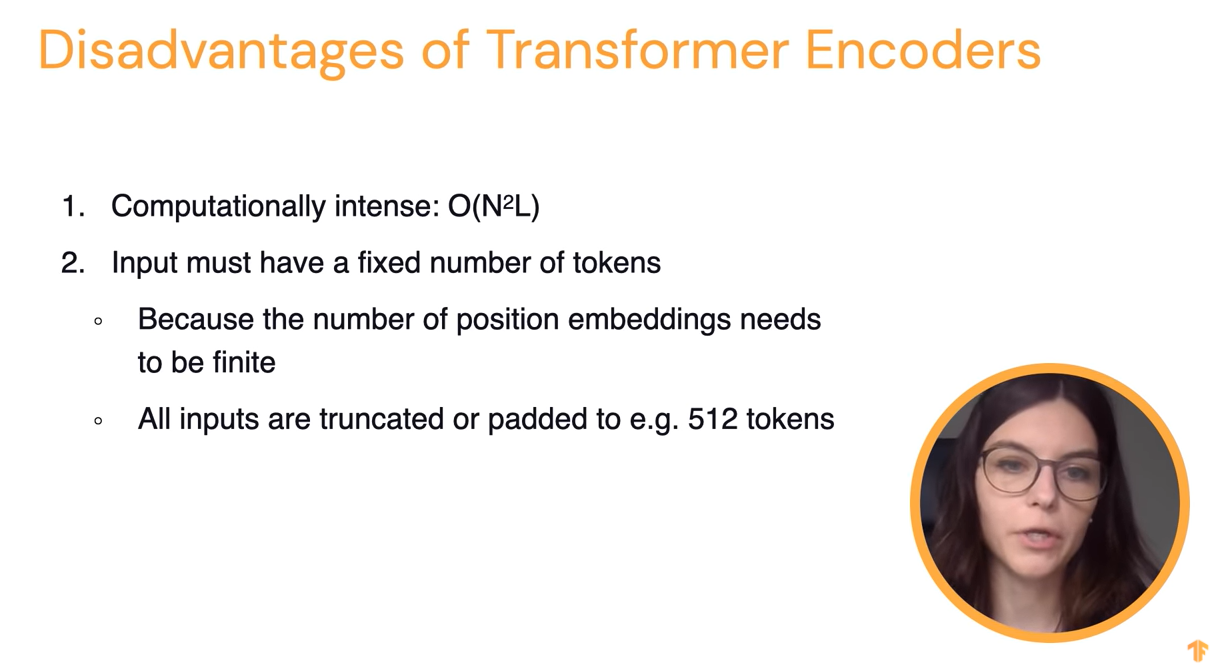 Disadvantages of Transformer Encoders
1. Computationally intense: O(N²L)
2. Input must have a fixed number of tokens
◦ Because the number of position embeddings needs
to be finite
◦ All inputs are truncated or padded to e.g. 512 tokens